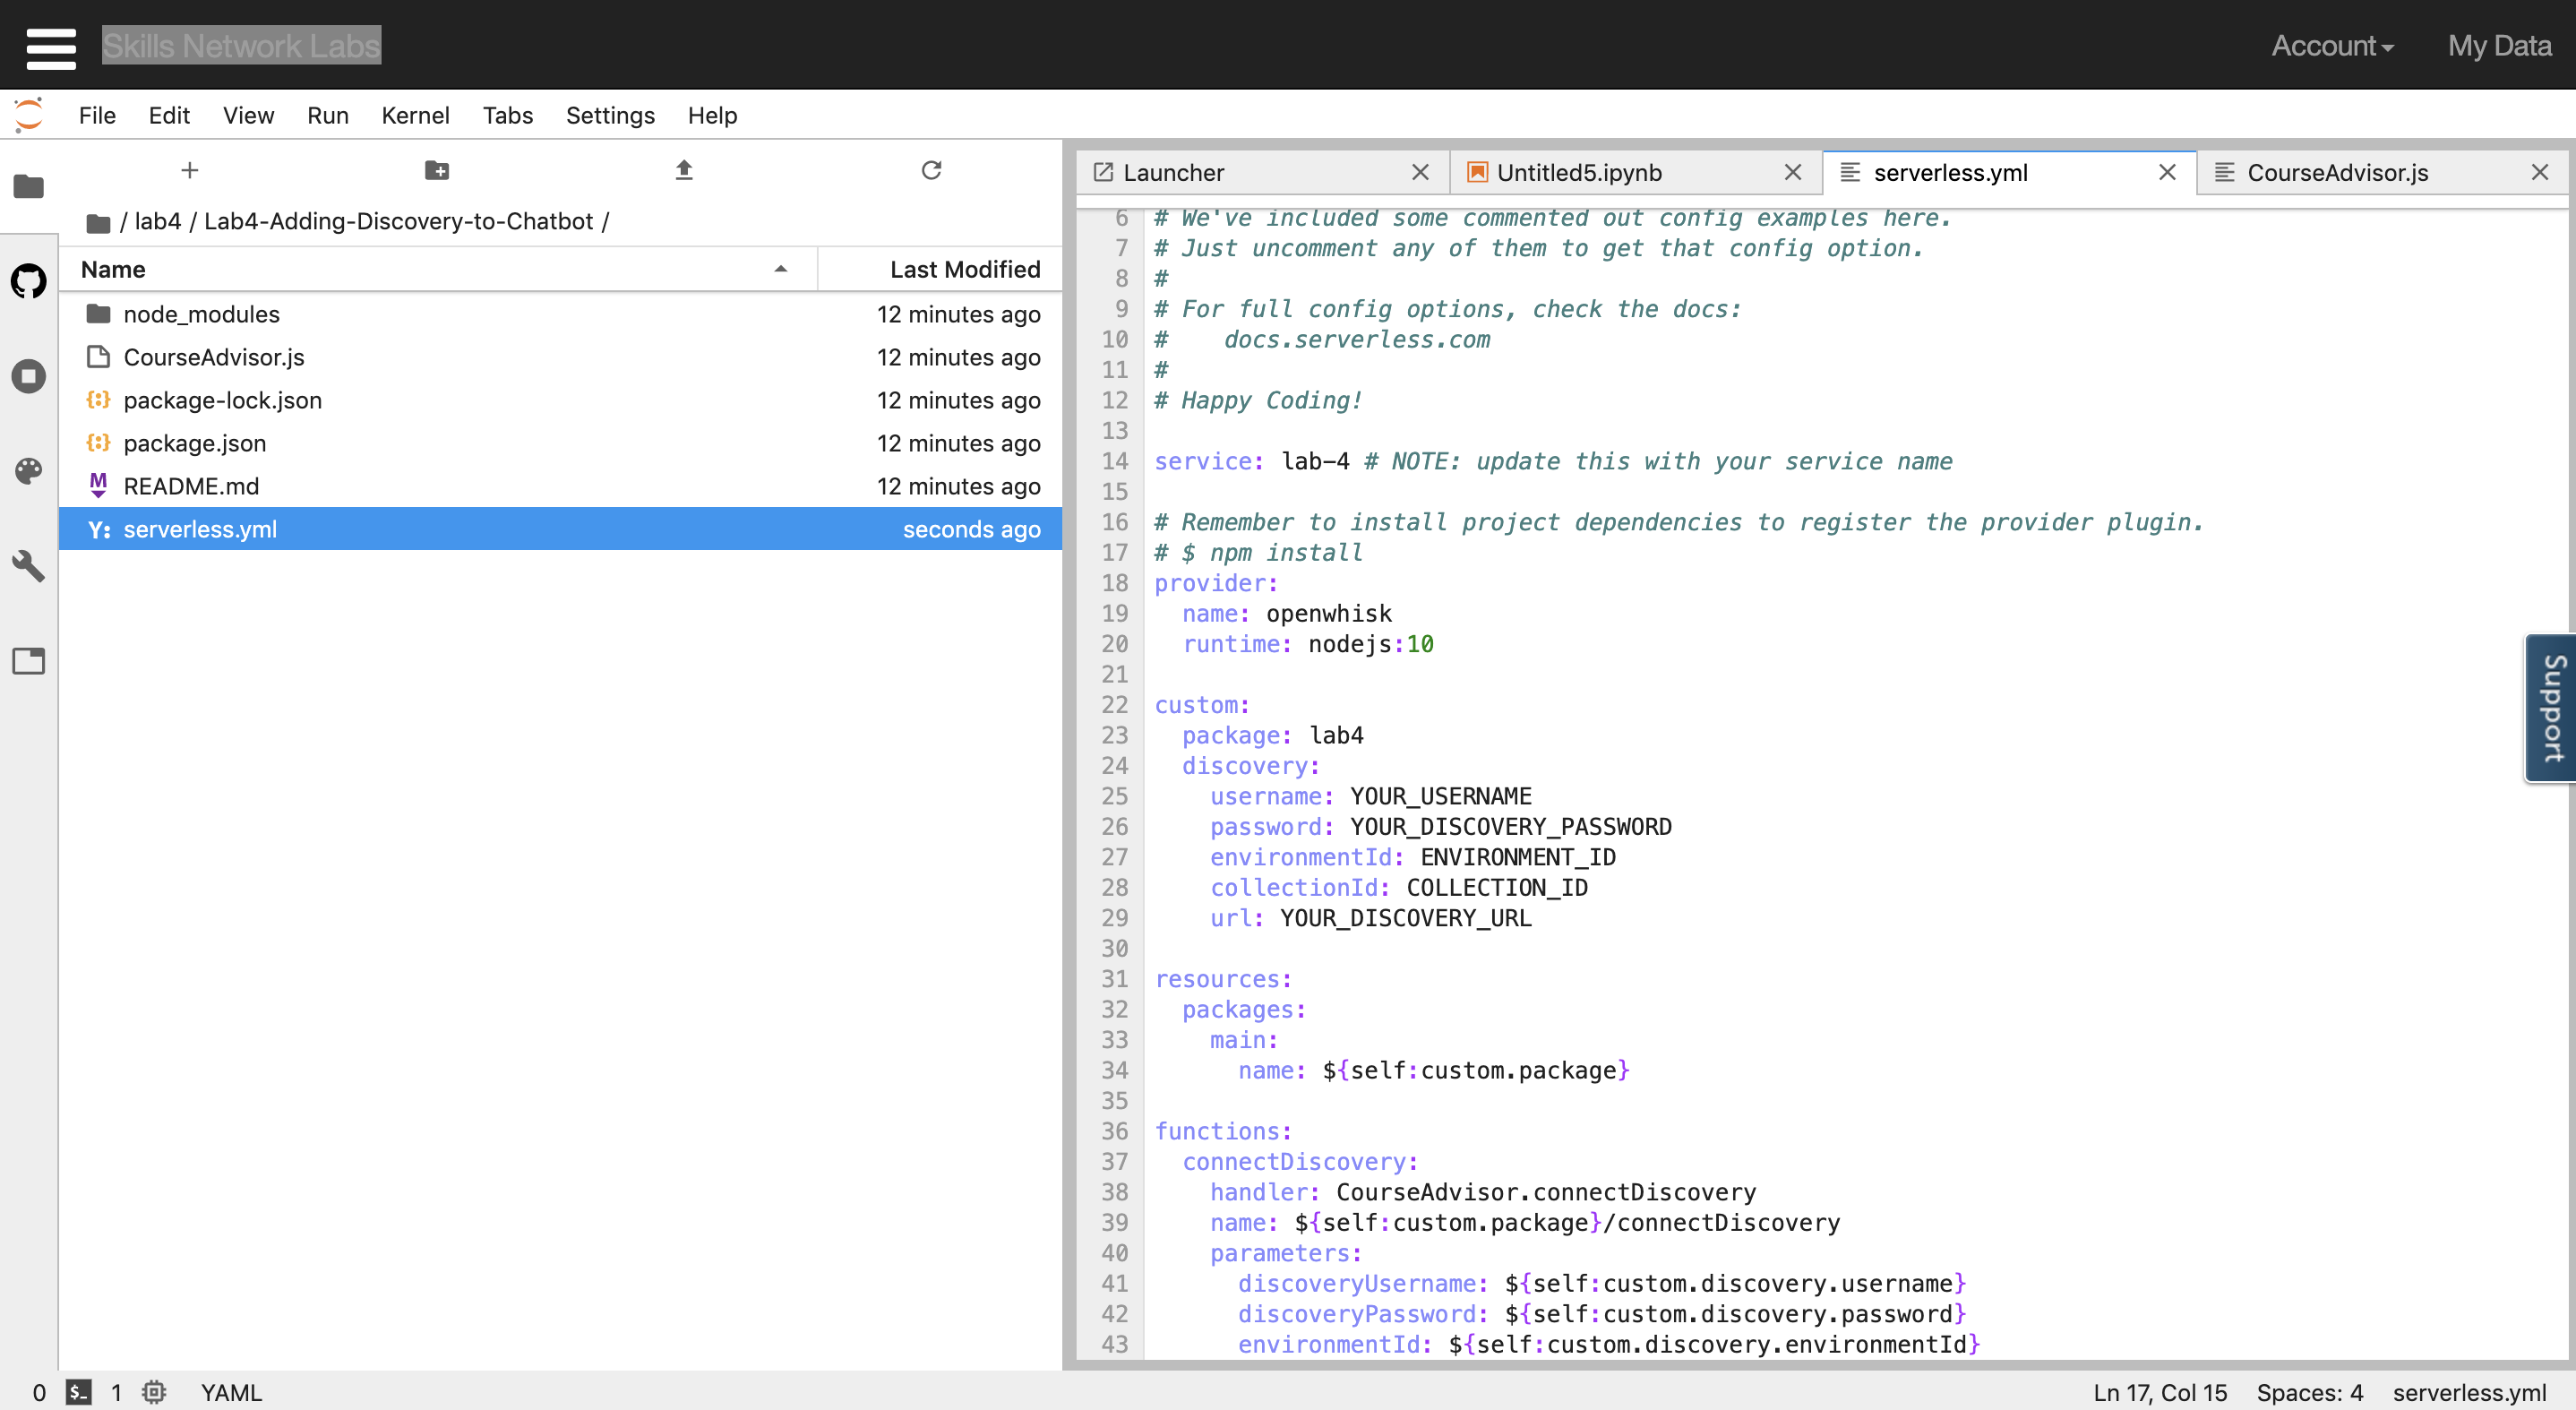 Skills Network Labs
Account
My Data
File Edit View Run Kernel Tabs Settings Help
/ lab4 / Lab4-Adding-Discovery-to-Chatbot /
Name Last Modified
node_modules 12 minutes ago
CourseAdvisor.js 12 minutes ago
package-lock.json 12 minutes ago
package.json 12 minutes ago
README.md 12 minutes ago
serverless.yml seconds ago
Launcher
Untitled5.ipynb
serverless.yml
CourseAdvisor.js
6 # We've included some commented out config examples here.
7 # Just uncomment any of them to get that config option.
8 #
9 # For full config options, check the docs:
10 #    docs.serverless.com
11 #
12 # Happy Coding!
13
14 service: lab-4 # NOTE: update this with your service name
15
16 # Remember to install project dependencies to register the provider plugin.
17 # $ npm install
18 provider:
19   name: openwhisk
20   runtime: nodejs:10
21
22 custom:
23   package: lab4
24   discovery:
25     username: YOUR_USERNAME
26     password: YOUR_DISCOVERY_PASSWORD
27     environmentId: ENVIRONMENT_ID
28     collectionId: COLLECTION_ID
29     url: YOUR_DISCOVERY_URL
30
31 resources:
32   packages:
33     main:
34       name: ${self:custom.package}
35
36 functions:
37   connectDiscovery:
38     handler: CourseAdvisor.connectDiscovery
39     name: ${self:custom.package}/connectDiscovery
40     parameters:
41       discoveryUsername: ${self:custom.discovery.username}
42       discoveryPassword: ${self:custom.discovery.password}
43       environmentId: ${self:custom.discovery.environmentId}
Support
0 $_ 1 YAML
Ln 17, Col 15 Spaces: 4 serverless.yml